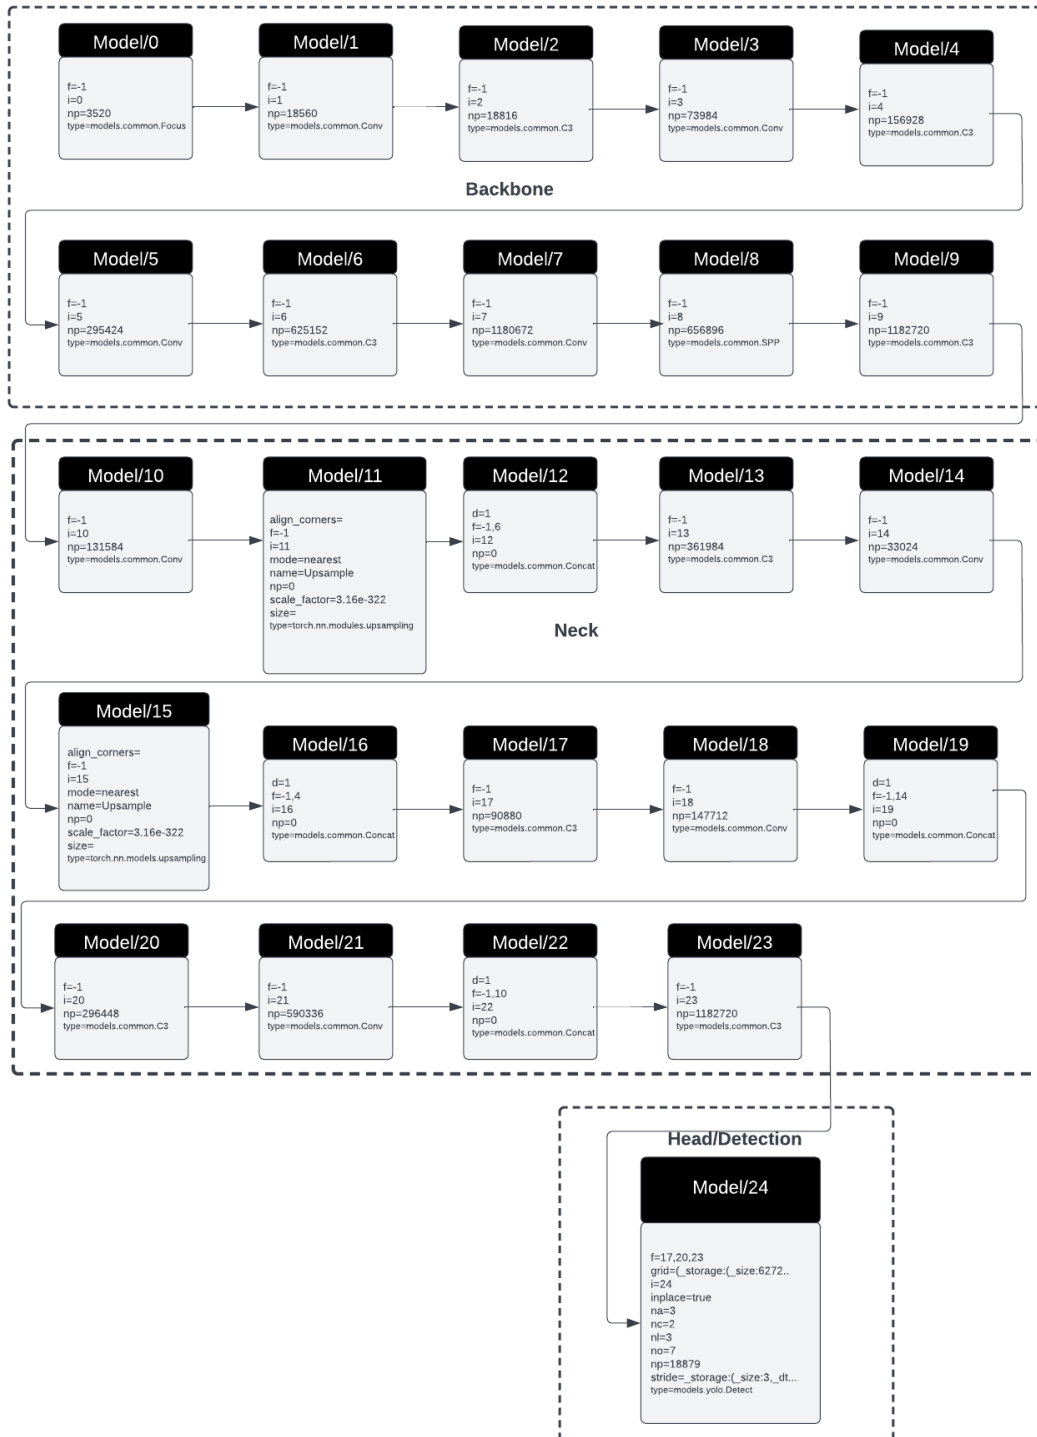 Model/0
f=-1
i=0
np=3520
type=models.common.Focus
Model/1
f=-1
i=1
np=18560
type=models.common.Conv
Model/2
f=-1
i=2
np=18816
type=models.common.C3
Model/3
f=-1
i=3
np=73984
type=models.common.Conv
Model/4
f=-1
i=4
np=156928
type=models.common.C3
Backbone
Model/5
f=-1
i=5
np=295424
type=models.common.Conv
Model/6
f=-1
i=6
np=625152
type=models.common.C3
Model/7
f=-1
i=7
np=1180672
type=models.common.Conv
Model/8
f=-1
i=8
np=656896
type=models.common.SPP
Model/9
f=-1
i=9
np=1182720
type=models.common.C3
Model/10
f=-1
i=10
np=131584
type=models.common.Conv
Model/11
align_corners=
f=-1
i=11
mode=nearest
name=Upsample
np=0
scale_factor=3.16e-322
size=
type=torch.nn.modules.upsampling
Model/12
d=1
f=-1,6
i=12
np=0
type=models.common.Concat
Model/13
f=-1
i=13
np=361984
type=models.common.C3
Model/14
f=-1
i=14
np=33024
type=models.common.Conv
Neck
Model/15
align_corners=
f=-1
i=15
mode=nearest
name=Upsample
np=0
scale_factor=3.16e-322
size=
type=torch.nn.models.upsampling
Model/16
d=1
f=-1,4
i=16
np=0
type=models.common.Concat
Model/17
f=-1
i=17
np=90880
type=models.common.C3
Model/18
f=-1
i=18
np=147712
type=models.common.Conv
Model/19
d=1
f=-1,14
i=19
np=0
type=models.common.Concat
Model/20
f=-1
i=20
np=296448
type=models.common.C3
Model/21
f=-1
i=21
np=590336
type=models.common.Conv
Model/22
d=1
f=-1,10
i=22
np=0
type=models.common.Concat
Model/23
f=-1
i=23
np=1182720
type=models.common.C3
Head/Detection
Model/24
f=17,20,23
grid=(_storage:(_size:6272..
i=24
inplace=true
na=3
nc=2
nl=3
no=7
np=18879
stride=_storage:(_size:3,_dt...
type=models.yolo.Detect